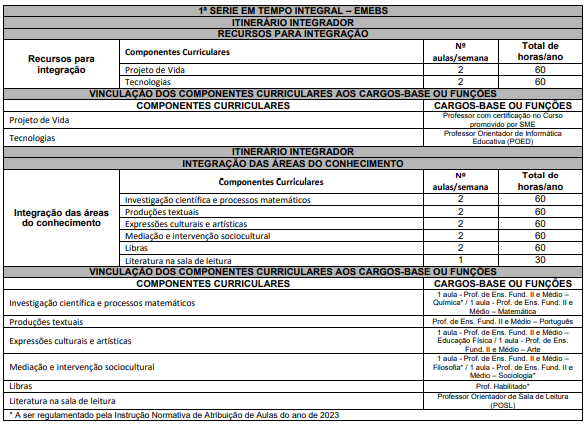 1ª SÉRIE EM TEMPO INTEGRAL – EMEBS
ITINERÁRIO INTEGRADOR
RECURSOS PARA INTEGRAÇÃO
Recursos para
integração
Componentes Curriculares
Nº
aulas/semana
Total de
horas/ano
Projeto de Vida 2 60
Tecnologias 2 60
VINCULAÇÃO DOS COMPONENTES CURRICULARES AOS CARGOS-BASE OU FUNÇÕES
COMPONENTES CURRICULARES CARGOS-BASE OU FUNÇÕES
Projeto de Vida
Professor com certificação no Curso
promovido por SME
Tecnologias
Professor Orientador de Informática
Educativa (POED)
ITINERÁRIO INTEGRADOR
INTEGRAÇÃO DAS ÁREAS DO CONHECIMENTO
Integração das áreas
do conhecimento
Componentes Curriculares
Nº
aulas/semana
Total de
horas/ano
Investigação científica e processos matemáticos 2 60
Produções textuais 2 60
Expressões culturais e artísticas 2 60
Mediação e intervenção sociocultural 2 60
Libras 2 60
Literatura na sala de leitura 1 30
VINCULAÇÃO DOS COMPONENTES CURRICULARES AOS CARGOS-BASE OU FUNÇÕES
COMPONENTES CURRICULARES CARGOS-BASE OU FUNÇÕES
Investigação científica e processos matemáticos
1 aula - Prof. de Ens. Fund. II e Médio –
Química* / 1 aula - Prof. de Ens. Fund. II e
Médio – Matemática
Produções textuais Prof. de Ens. Fund. II e Médio – Português
Expressões culturais e artísticas
1 aula - Prof. de Ens. Fund. II e Médio –
Educação Física / 1 aula - Prof. de Ens.
Fund. II e Médio – Arte
Mediação e intervenção sociocultural
1 aula - Prof. de Ens. Fund. II e Médio –
Filosofia* / 1 aula - Prof. de Ens. Fund. II e
Médio – Sociologia*
Libras Prof. Habilitado*
Literatura na sala de leitura
Professor Orientador de Sala de Leitura
(POSL)
* A ser regulamentado pela Instrução Normativa de Atribuição de Aulas do ano de 2023